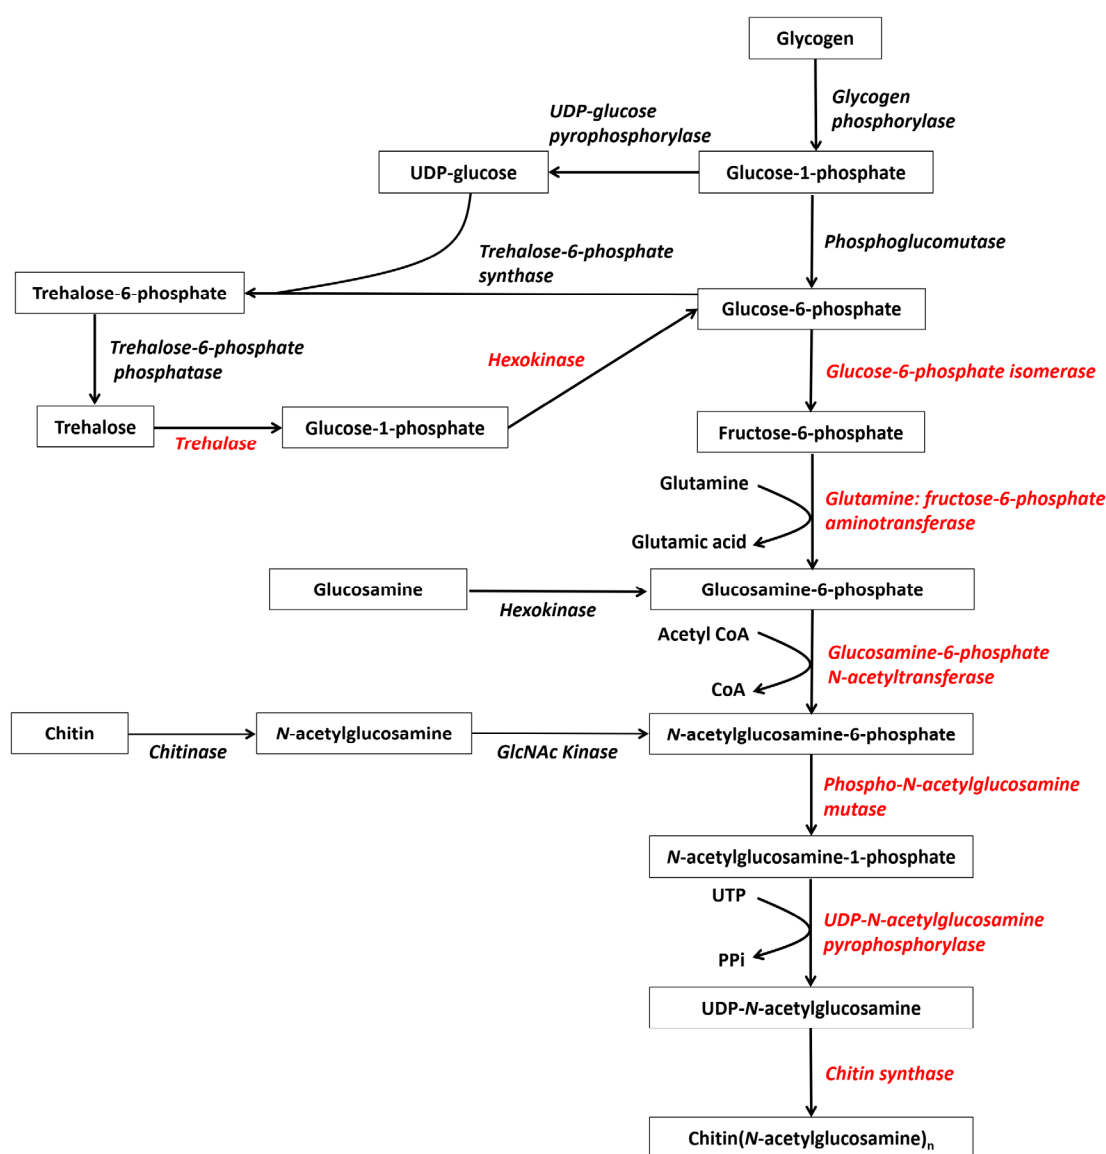 Glycogen
Glycogen
phosphorylase
UDP-glucose
pyrophosphorylase
UDP-glucose
Glucose-1-phosphate
Phosphoglucomutase
Trehalose-6-phosphate
synthase
Trehalose-6-phosphate
Glucose-6-phosphate
Trehalose-6-phosphate
phosphatase
Hexokinase
Glucose-6-phosphate isomerase
Trehalose
Trehalase
Glucose-1-phosphate
Fructose-6-phosphate
Glutamine
Glutamic acid
Glutamine: fructose-6-phosphate
aminotransferase
Glucosamine
Hexokinase
Glucosamine-6-phosphate
Acetyl CoA
CoA
Glucosamine-6-phosphate
N-acetyltransferase
Chitin
Chitinase
N-acetylglucosamine
GlcNAc Kinase
N-acetylglucosamine-6-phosphate
Phospho-N-acetylglucosamine
mutase
N-acetylglucosamine-1-phosphate
UTP
PPi
UDP-N-acetylglucosamine
pyrophosphorylase
UDP-N-acetylglucosamine
Chitin synthase
Chitin(N-acetylglucosamine)n